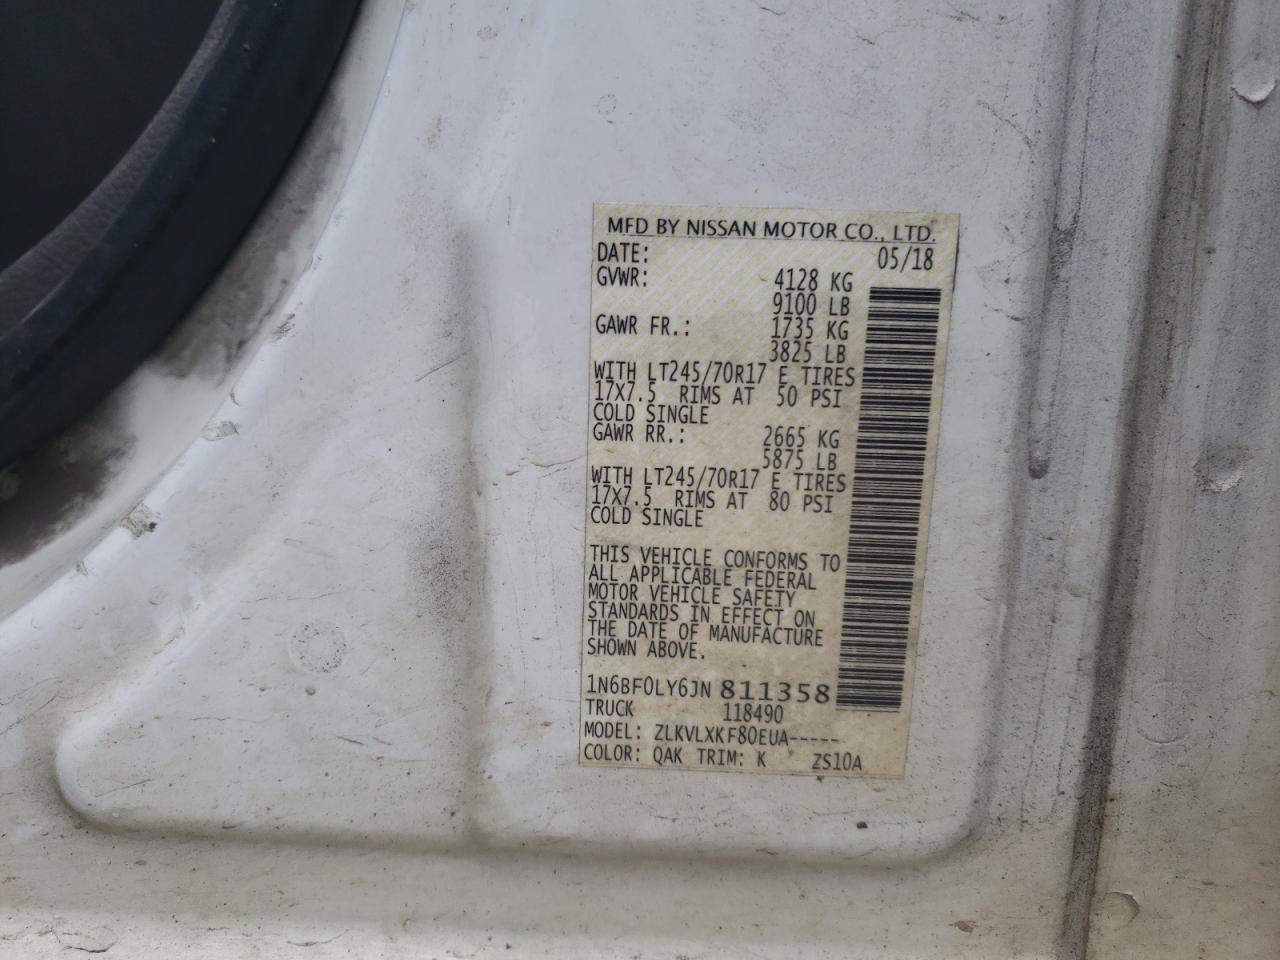 MFD BY NISSAN MOTOR CO., LTD.
DATE: 05/18
GVWR: 4128 KG
9100 LB
GAWR FR.: 1735 KG
3825 LB
WITH LT245/70R17 E TIRES
17X7.5 RIMS AT 50 PSI
COLD SINGLE
GAWR RR.: 2665 KG
5875 LB
WITH LT245/70R17 E TIRES
17X7.5 RIMS AT 80 PSI
COLD SINGLE
THIS VEHICLE CONFORMS TO
ALL APPLICABLE FEDERAL
MOTOR VEHICLE SAFETY
STANDARDS IN EFFECT ON
THE DATE OF MANUFACTURE
SHOWN ABOVE.
1N6BF0LY6JN811358
TRUCK 118490
MODEL: ZLKVLXKF80EUA-----
COLOR: QAK TRIM: K ZS10A